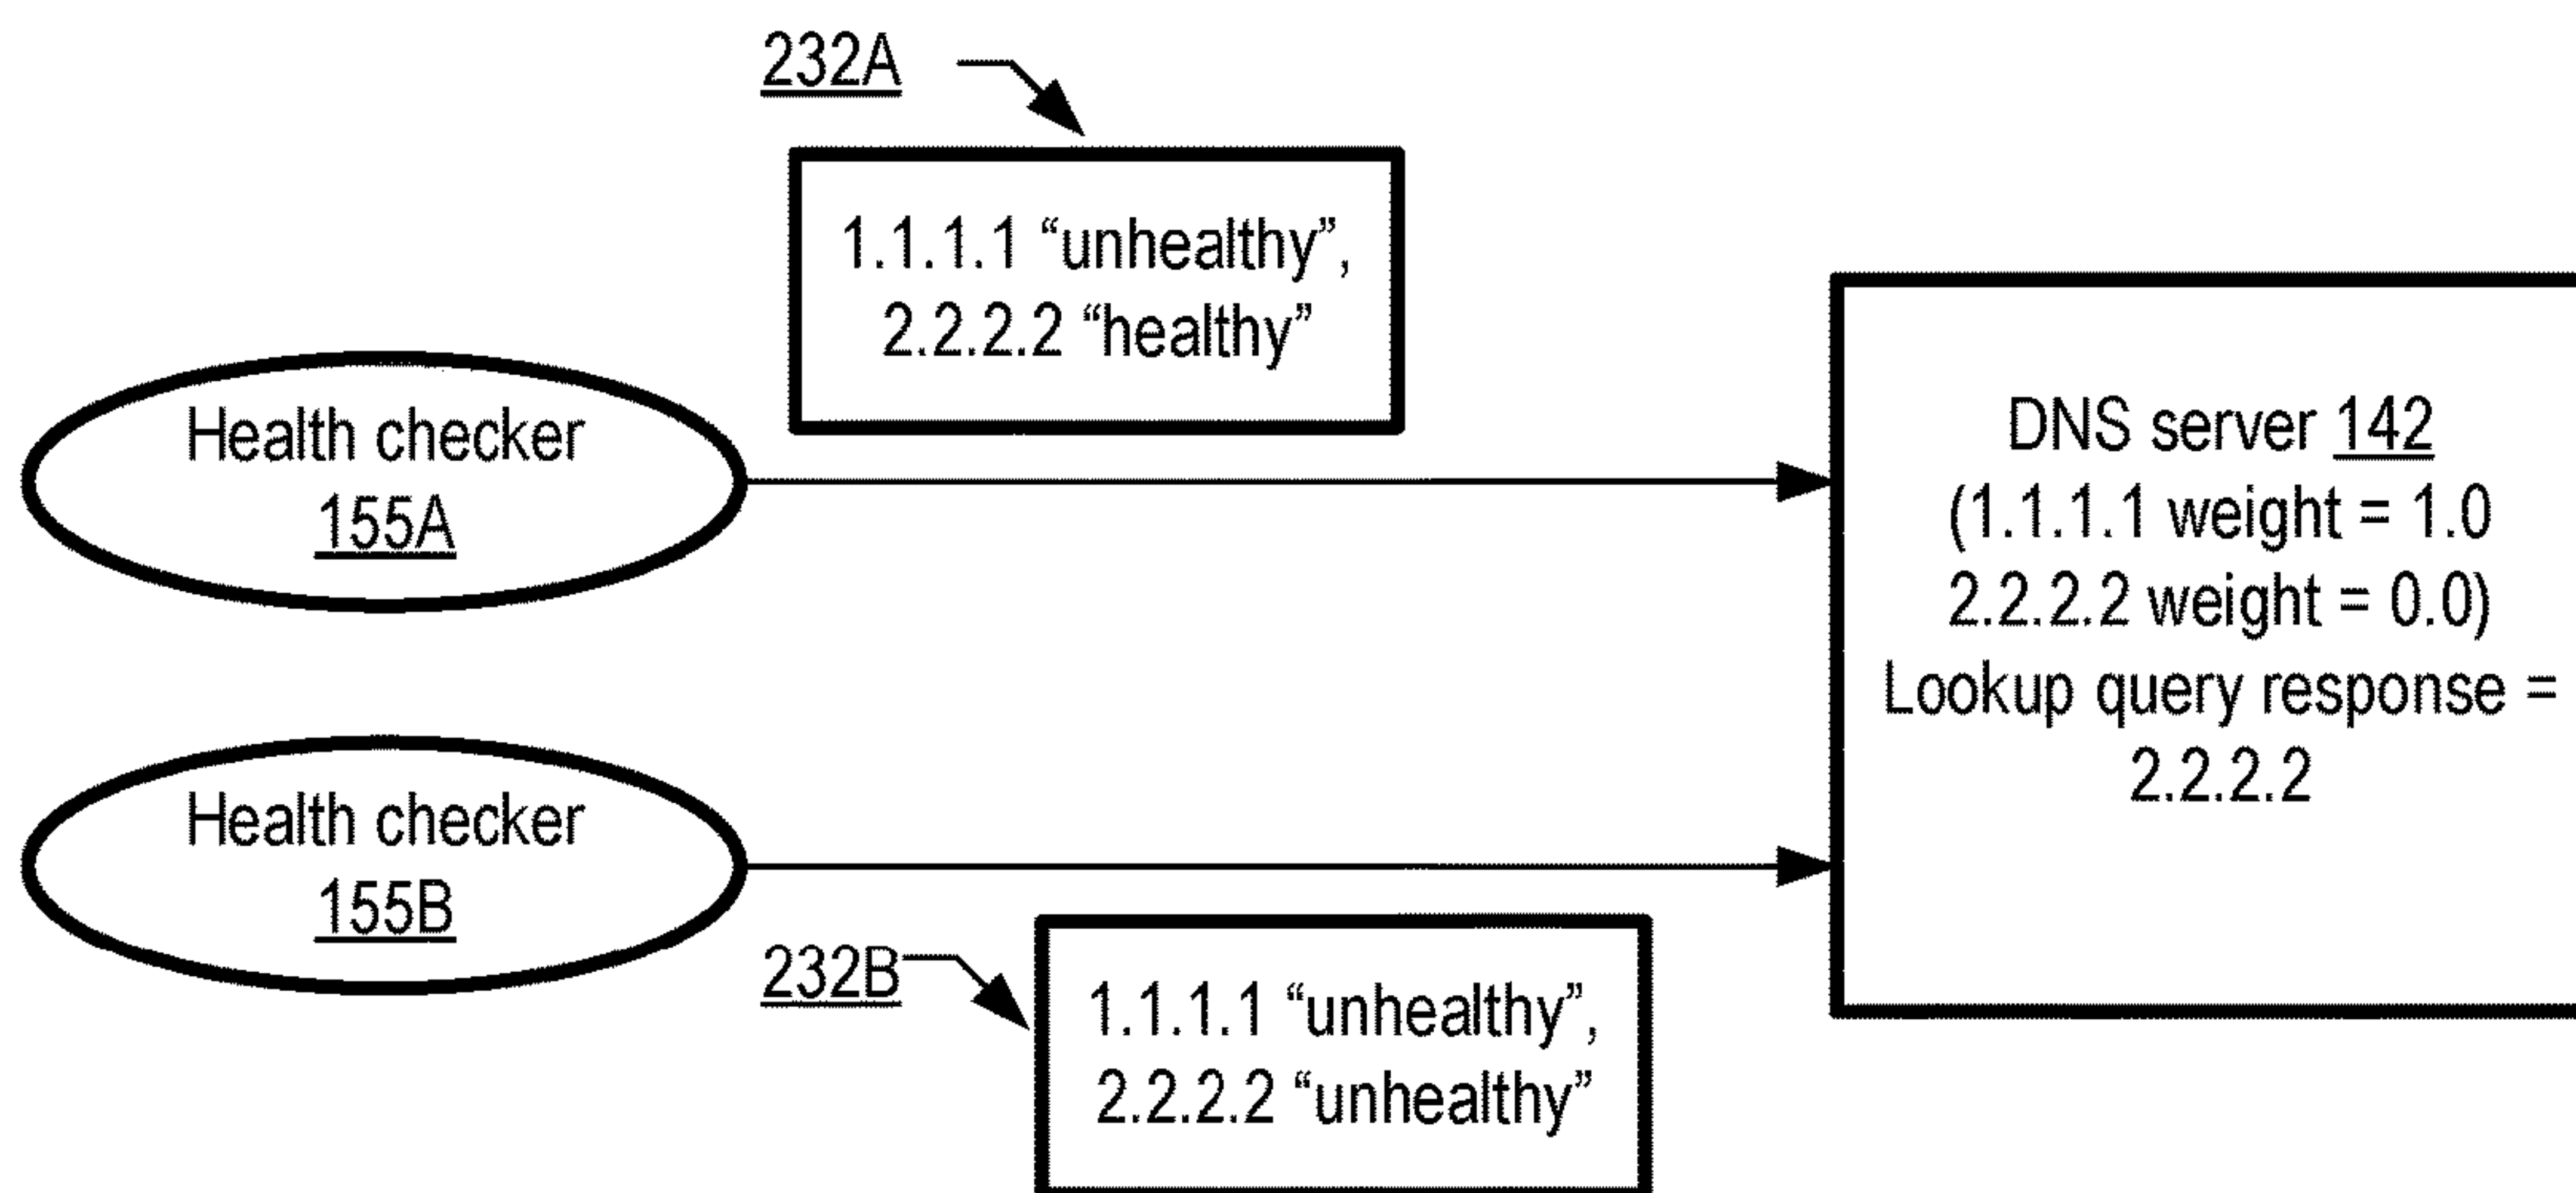 232A
1.1.1.1 “unhealthy”,
2.2.2.2 “healthy”
Health checker
155A
DNS server 142
(1.1.1.1 weight = 1.0
2.2.2.2 weight = 0.0)
Lookup query response =
2.2.2.2
Health checker
155B
232B
1.1.1.1 “unhealthy”,
2.2.2.2 “unhealthy”